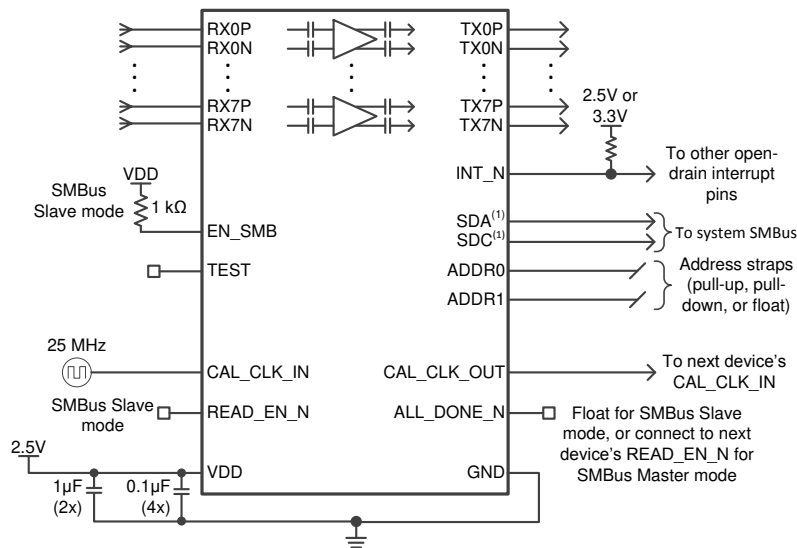 RX0P
RX0N
RX7P
RX7N
TX0P
TX0N
TX7P
TX7N
2.5V or
3.3V
INT_N
To other open-
drain interrupt
pins
VDD
SMBus
Slave mode
1 kΩ
EN_SMB
SDA(1)
SDC(1)
To system SMBus
TEST
ADDR0
ADDR1
Address straps
(pull-up, pull-
down, or float)
25 MHz
CAL_CLK_IN
CAL_CLK_OUT
To next device's
CAL_CLK_IN
SMBus Slave
mode
READ_EN_N
ALL_DONE_N
Float for SMBus Slave
mode, or connect to next
device's READ_EN_N for
SMBus Master mode
2.5V
VDD
GND
1μF
(2x)
0.1μF
(4x)